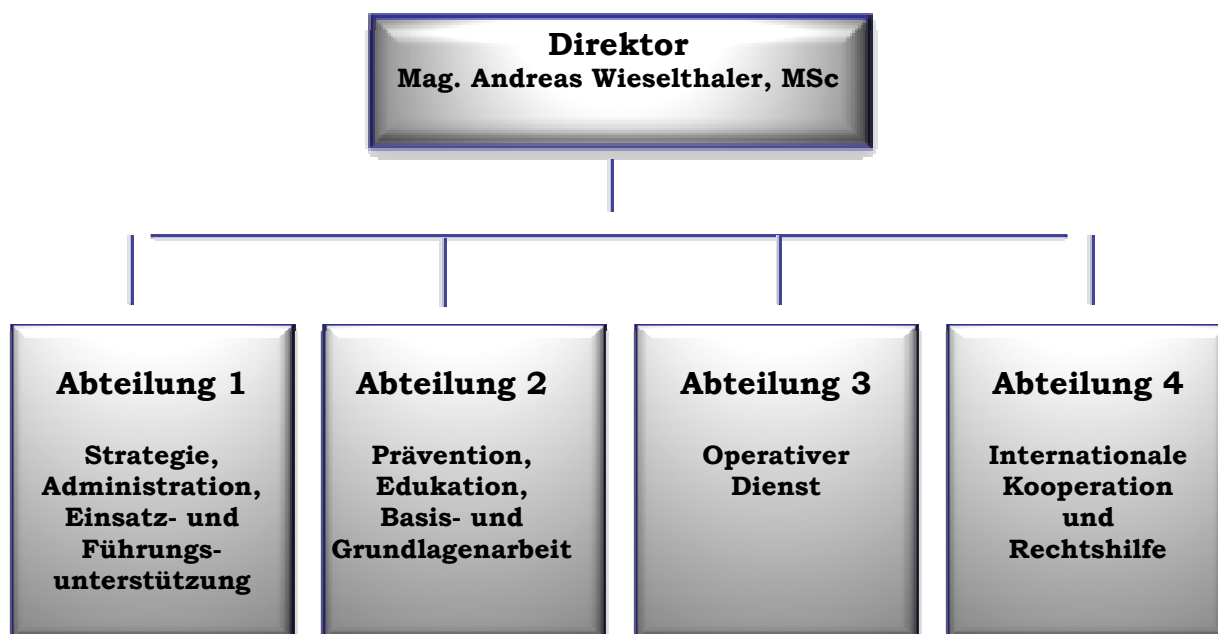 Direktor
Mag. Andreas Wieselthaler, MSc
Abteilung 1
Strategie,
Administration,
Einsatz- und
Führungs-
unterstützung
Abteilung 2
Prävention,
Edukation,
Basis- und
Grundlagenarbeit
Abteilung 3
Operativer
Dienst
Abteilung 4
Internationale
Kooperation
und
Rechtshilfe